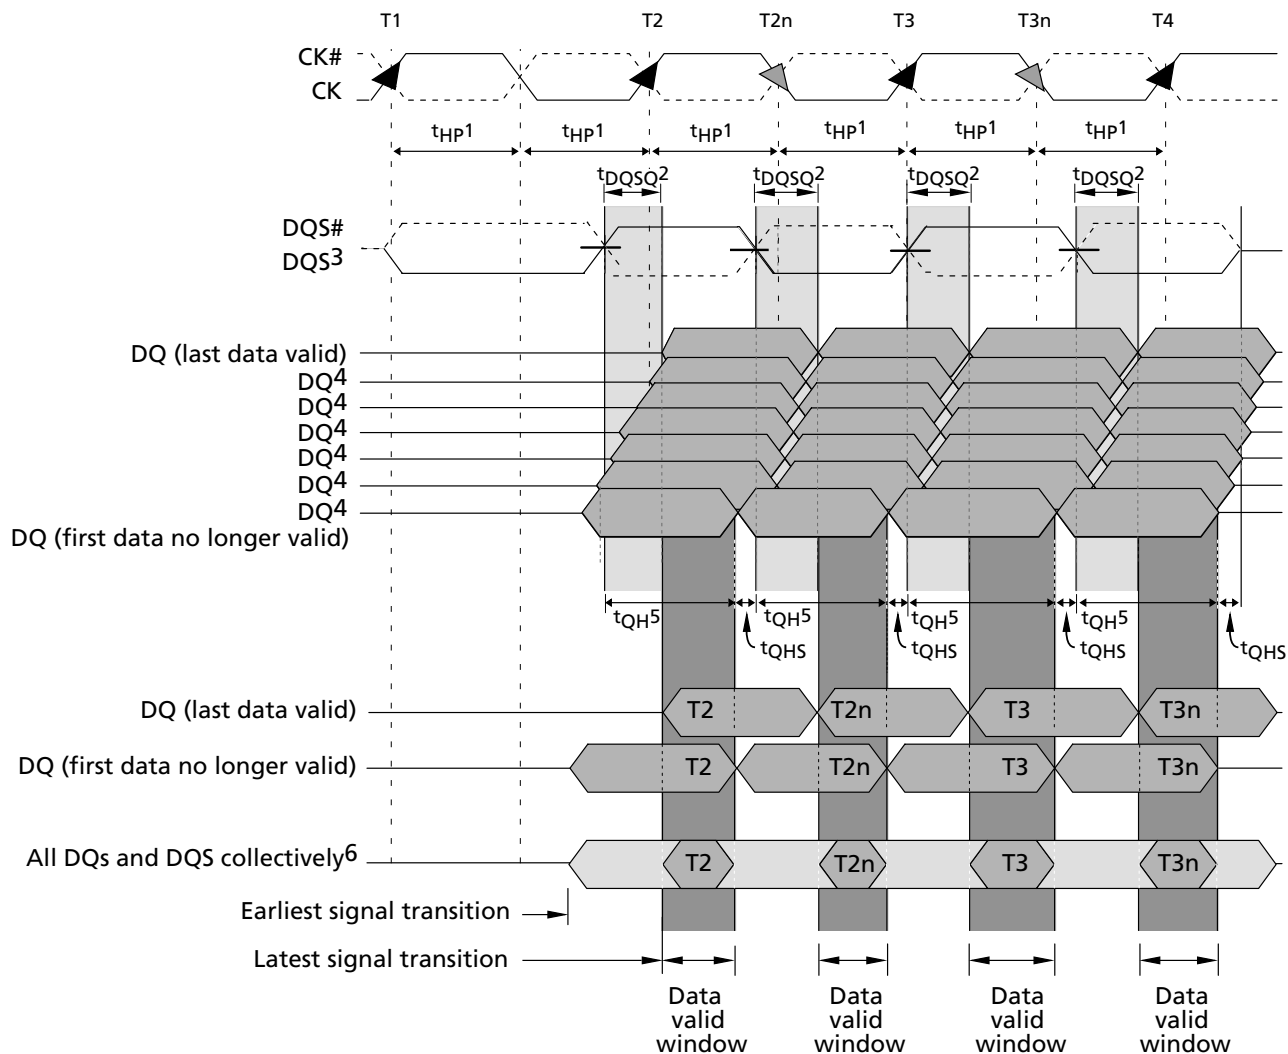 T1 T2 T2n T3 T3n T4
CK#
CK
tHP1 tHP1 tHP1 tHP1 tHP1 tHP1
tDQSQ2 tDQSQ2 tDQSQ2 tDQSQ2
DQS#
DQS3
DQ (last data valid)
DQ4
DQ4
DQ4
DQ4
DQ4
DQ4
DQ (first data no longer valid)
tQH5 tQH5 tQH5 tQH5
tQHS tQHS tQHS tQHS
DQ (last data valid) T2 T2n T3 T3n
DQ (first data no longer valid) T2 T2n T3 T3n
All DQs and DQS collectively6 T2 T2n T3 T3n
Earliest signal transition
Latest signal transition
Data Data Data Data
valid valid valid valid
window window window window